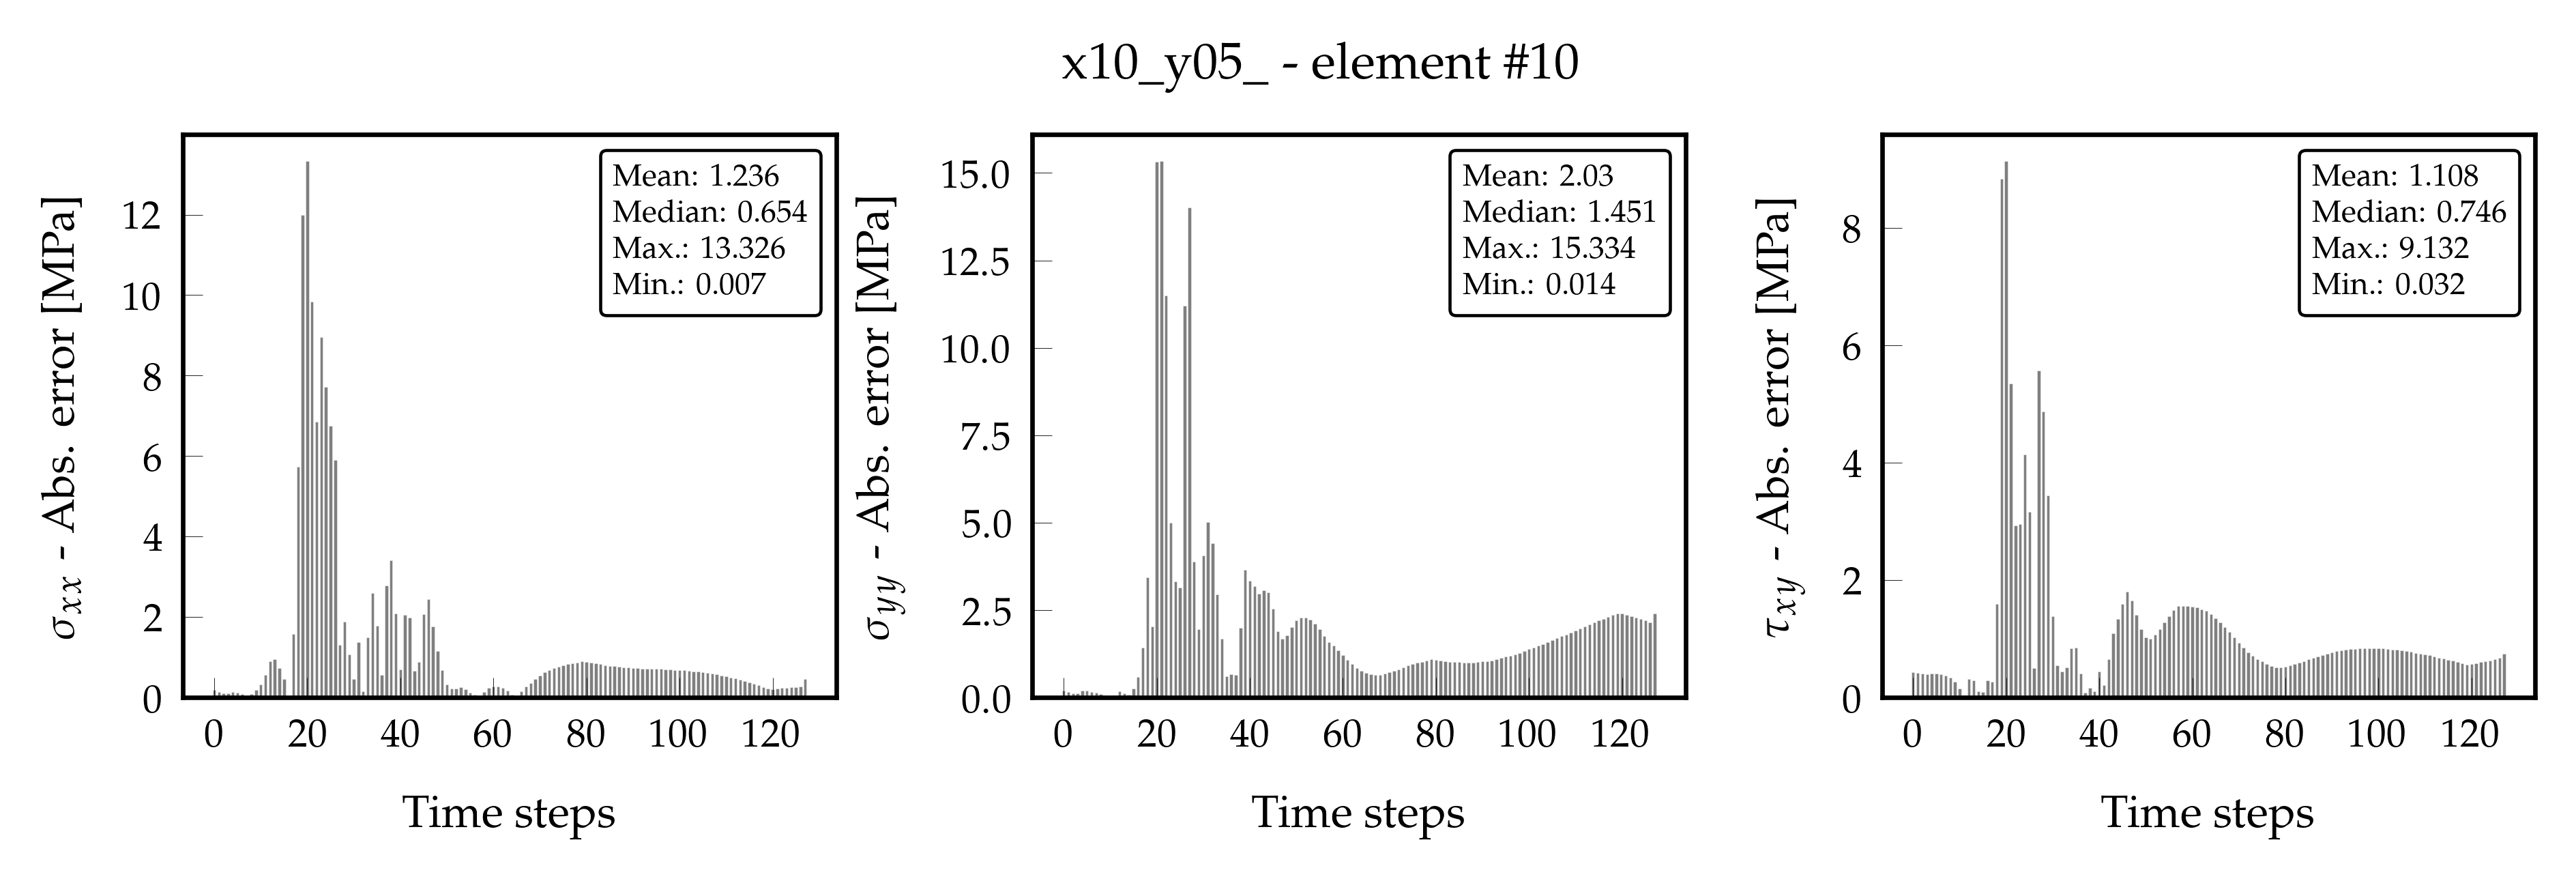 x10_y05_ - element #10
σxx - Abs. error [MPa]
12
10
8
6
4
2
0
0 20 40 60 80 100 120
Time steps
Mean: 1.236
Median: 0.654
Max.: 13.326
Min.: 0.007
σyy - Abs. error [MPa]
15.0
12.5
10.0
7.5
5.0
2.5
0.0
0 20 40 60 80 100 120
Time steps
Mean: 2.03
Median: 1.451
Max.: 15.334
Min.: 0.014
τxy - Abs. error [MPa]
8
6
4
2
0
0 20 40 60 80 100 120
Time steps
Mean: 1.108
Median: 0.746
Max.: 9.132
Min.: 0.032